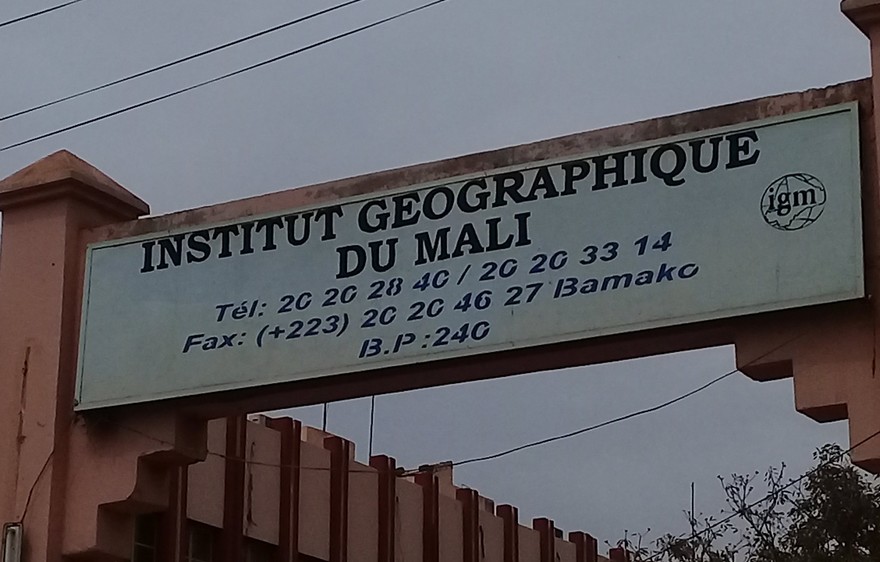 INSTITUT GEOGRAPHIQUE
DU MALI
igm
Tél: 20 20 28 40 / 20 20 33 14
Fax: (+223) 20 20 46 27 Bamako
B.P:240